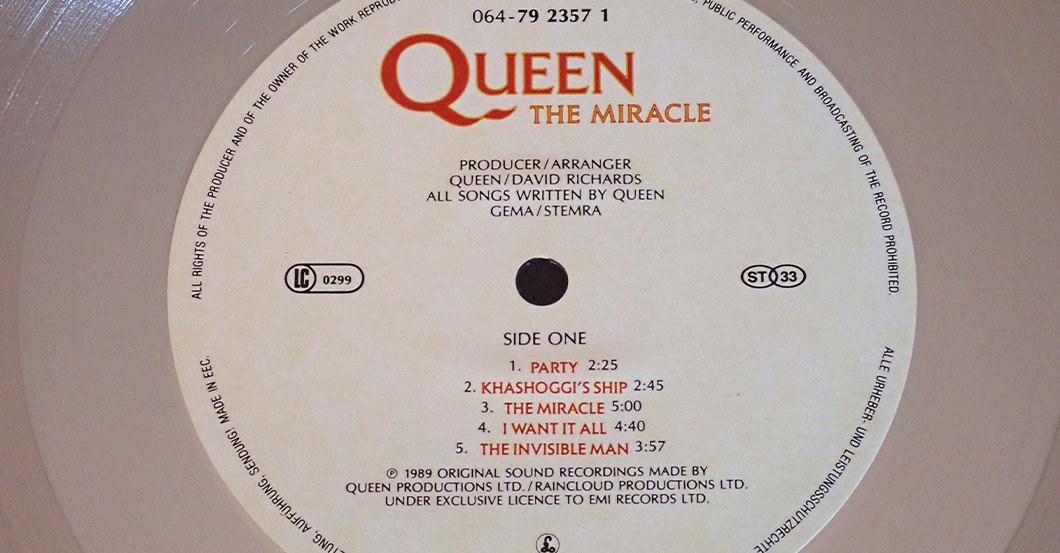 064-79 2357 1
QUEEN
THE MIRACLE
PRODUCER/ARRANGER
QUEEN/DAVID RICHARDS
ALL SONGS WRITTEN BY QUEEN
GEMA/STEMRA
LC 0299
ST 33
SIDE ONE
1. PARTY 2:25
2. KHASHOGGI'S SHIP 2:45
3. THE MIRACLE 5:00
4. I WANT IT ALL 4:40
5. THE INVISIBLE MAN 3:57
℗ 1989 ORIGINAL SOUND RECORDINGS MADE BY
QUEEN PRODUCTIONS LTD./RAINCLOUD PRODUCTIONS LTD.
UNDER EXCLUSIVE LICENCE TO EMI RECORDS LTD.
£
ALL RIGHTS OF THE PRODUCER AND OF THE OWNER OF THE WORK
PUBLIC PERFORMANCE AND BROADCASTING OF THE RECORD PROHIBITED.
ALLE URHEBER- UND LEISTUNGSSCHUTZRECHTE
AUFFÜHRUNG, SENDUNG! MADE IN EEC.